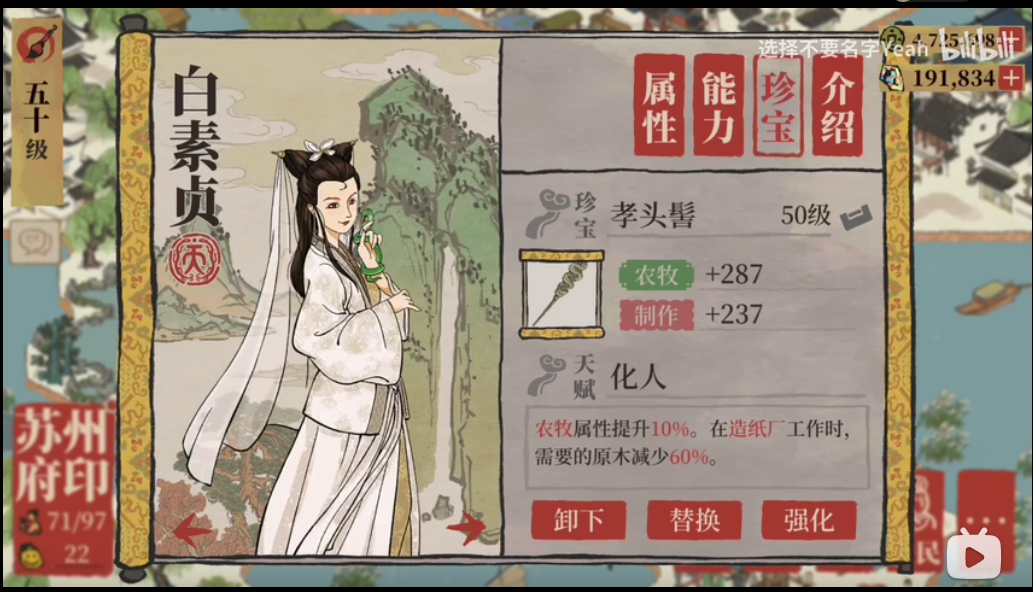 五十级
白素贞
天
选择不要名字Yeah
bilibili
191,834
属性
能力
珍宝
介绍
珍宝 孝头髻 50级
农牧 +287
制作 +237
天赋 化人
农牧属性提升10%。在造纸厂工作时,
需要的原木减少60%。
卸下 替换 强化
苏州
府印
71/97
22
民